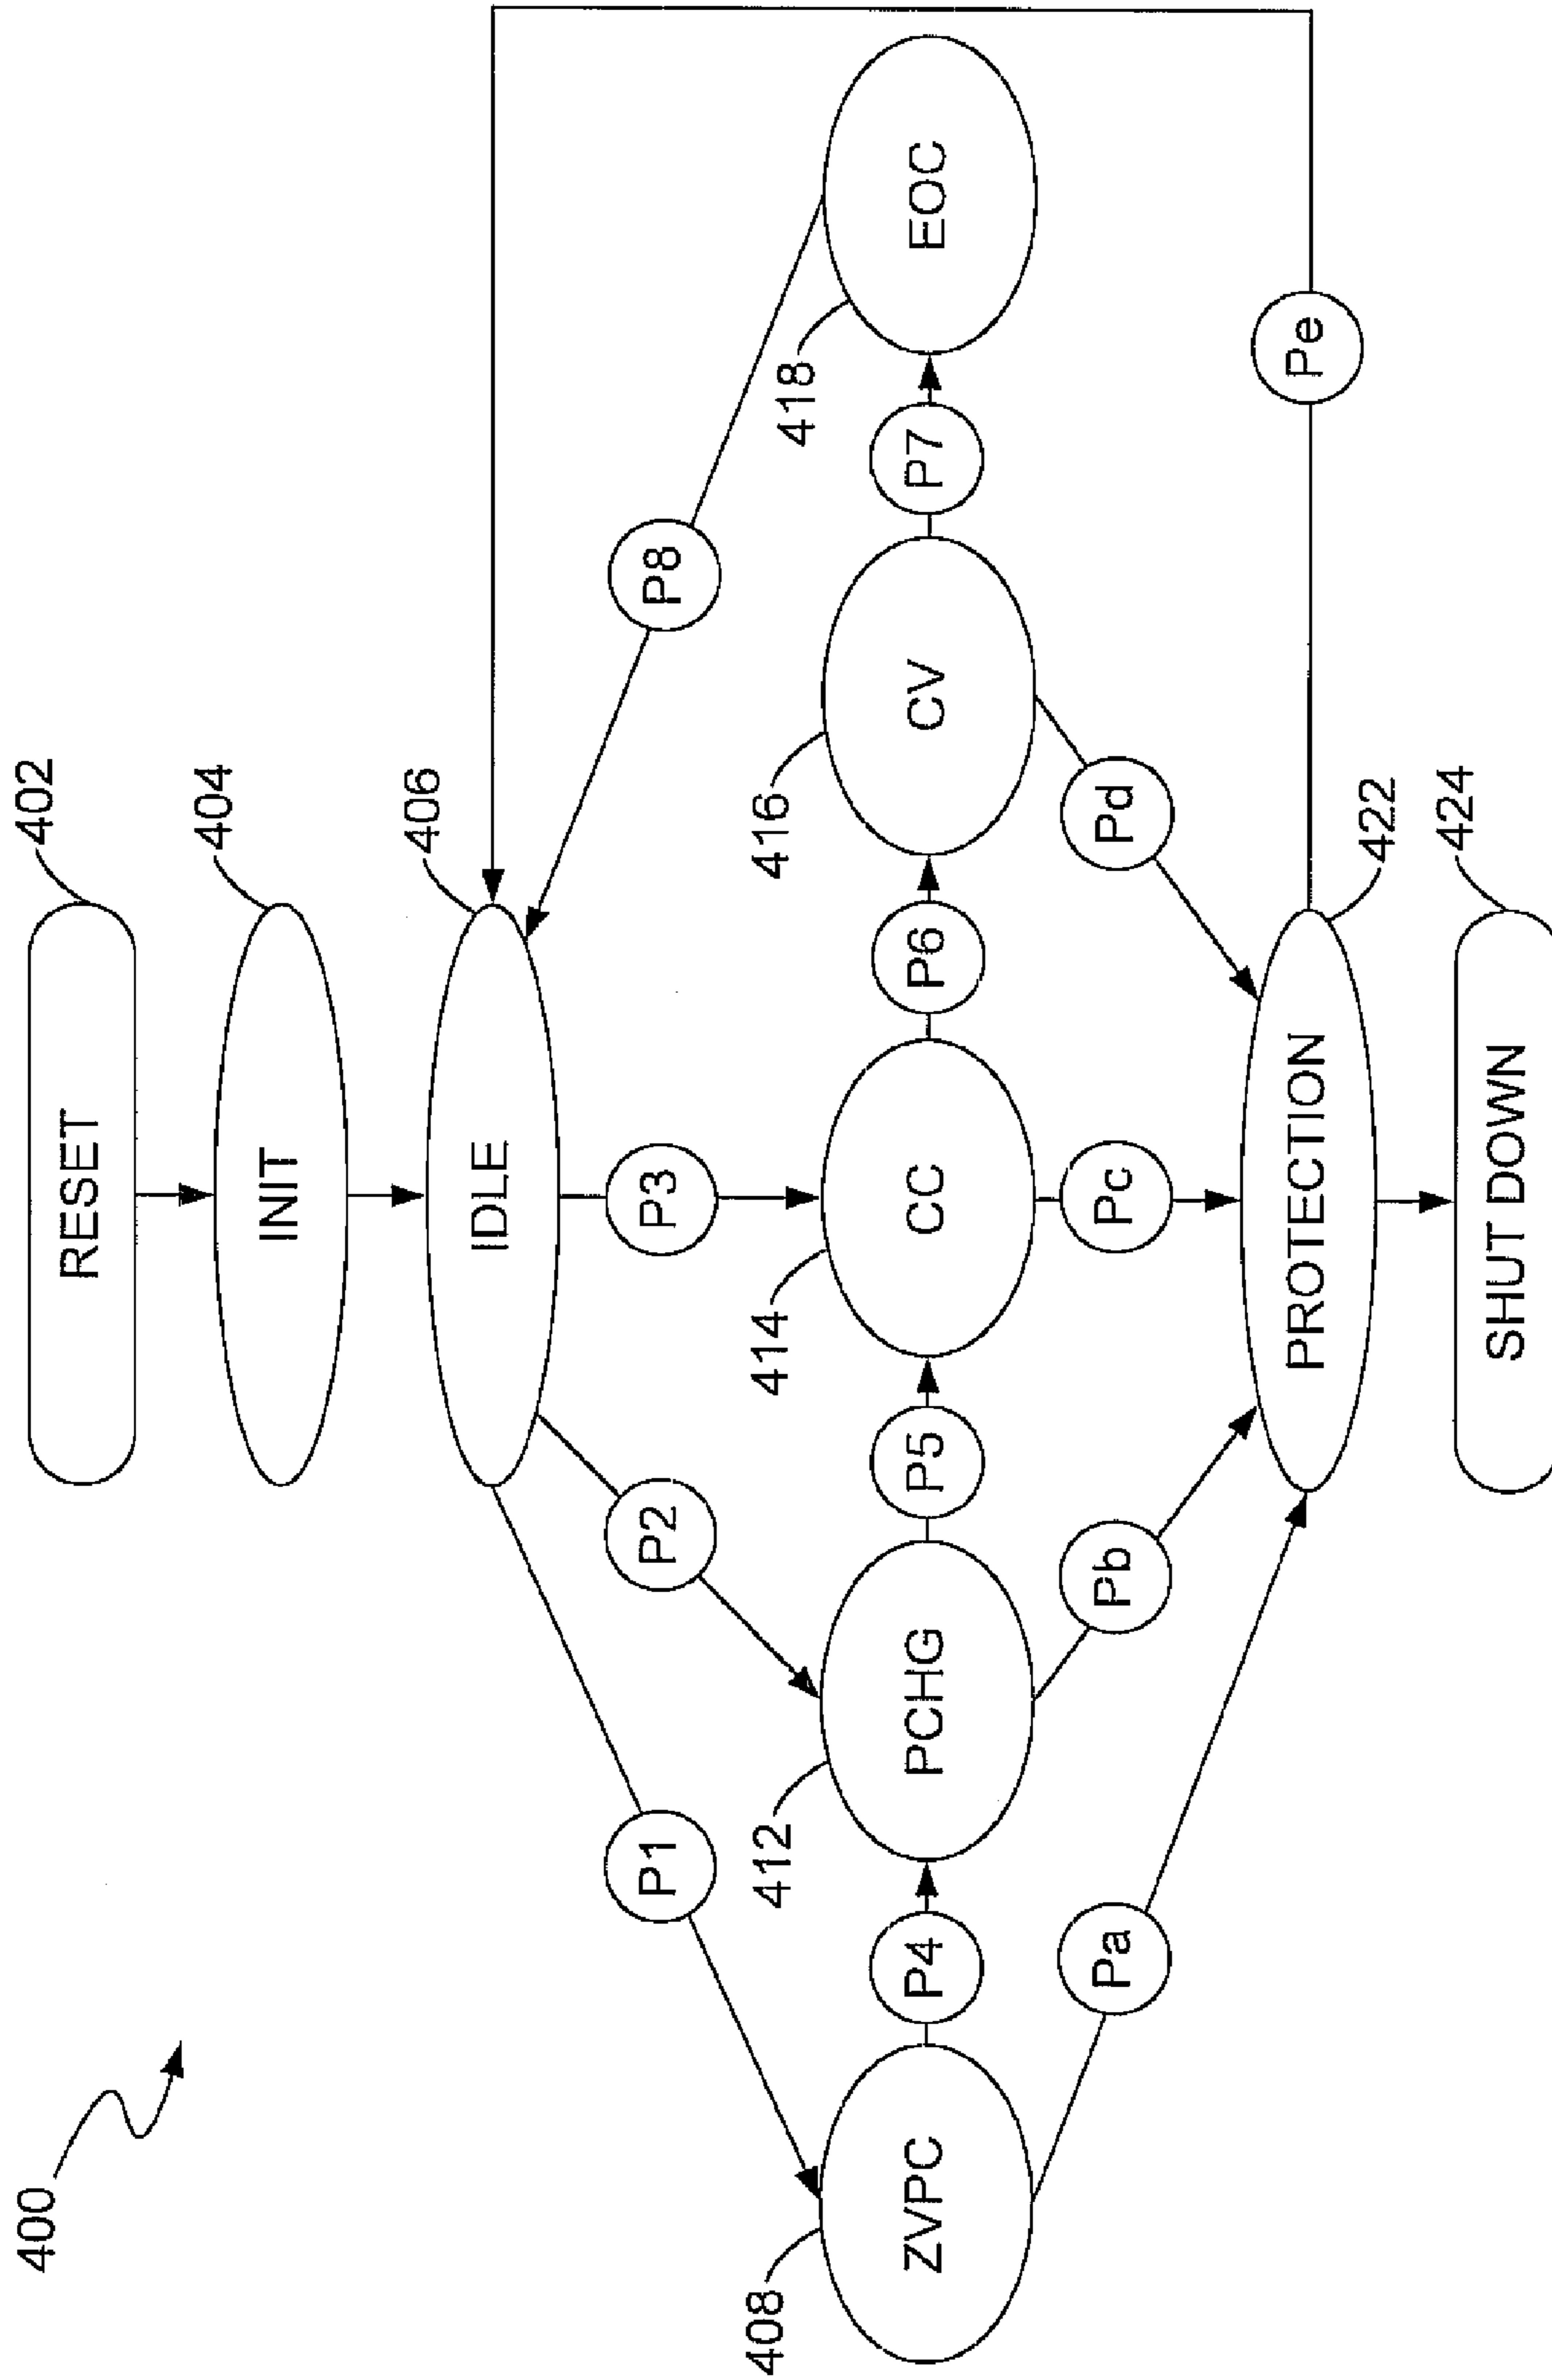 400
RESET
402
INIT
404
IDLE
406
P1
P2
P3
P8
408
ZVPC
P4
412
PCHG
P5
414
CC
P6
416
CV
P7
418
EOC
Pa
Pb
Pc
Pd
Pe
PROTECTION
422
SHUT DOWN
424